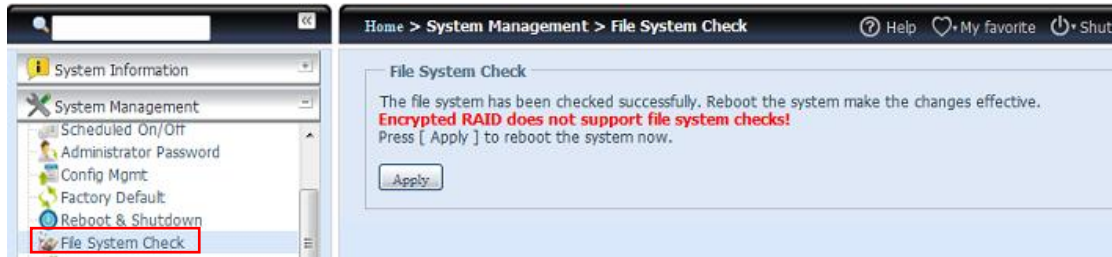 Home > System Management > File System Check
Help
My favorite
Shut
System Information
System Management
Scheduled On/Off
Administrator Password
Config Mgmt
Factory Default
Reboot & Shutdown
File System Check
File System Check
The file system has been checked successfully. Reboot the system make the changes effective.
Encrypted RAID does not support file system checks!
Press [ Apply ] to reboot the system now.
Apply